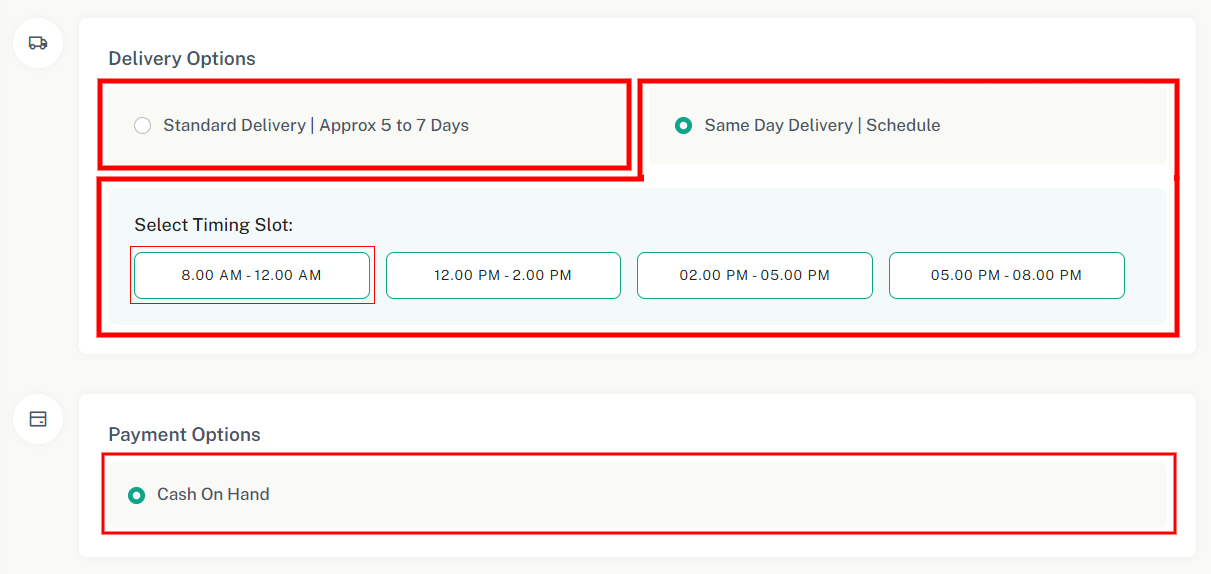 Delivery Options
Standard Delivery | Approx 5 to 7 Days
Same Day Delivery | Schedule
Select Timing Slot:
8.00 AM - 12.00 AM
12.00 PM - 2.00 PM
02.00 PM - 05.00 PM
05.00 PM - 08.00 PM
Payment Options
Cash On Hand